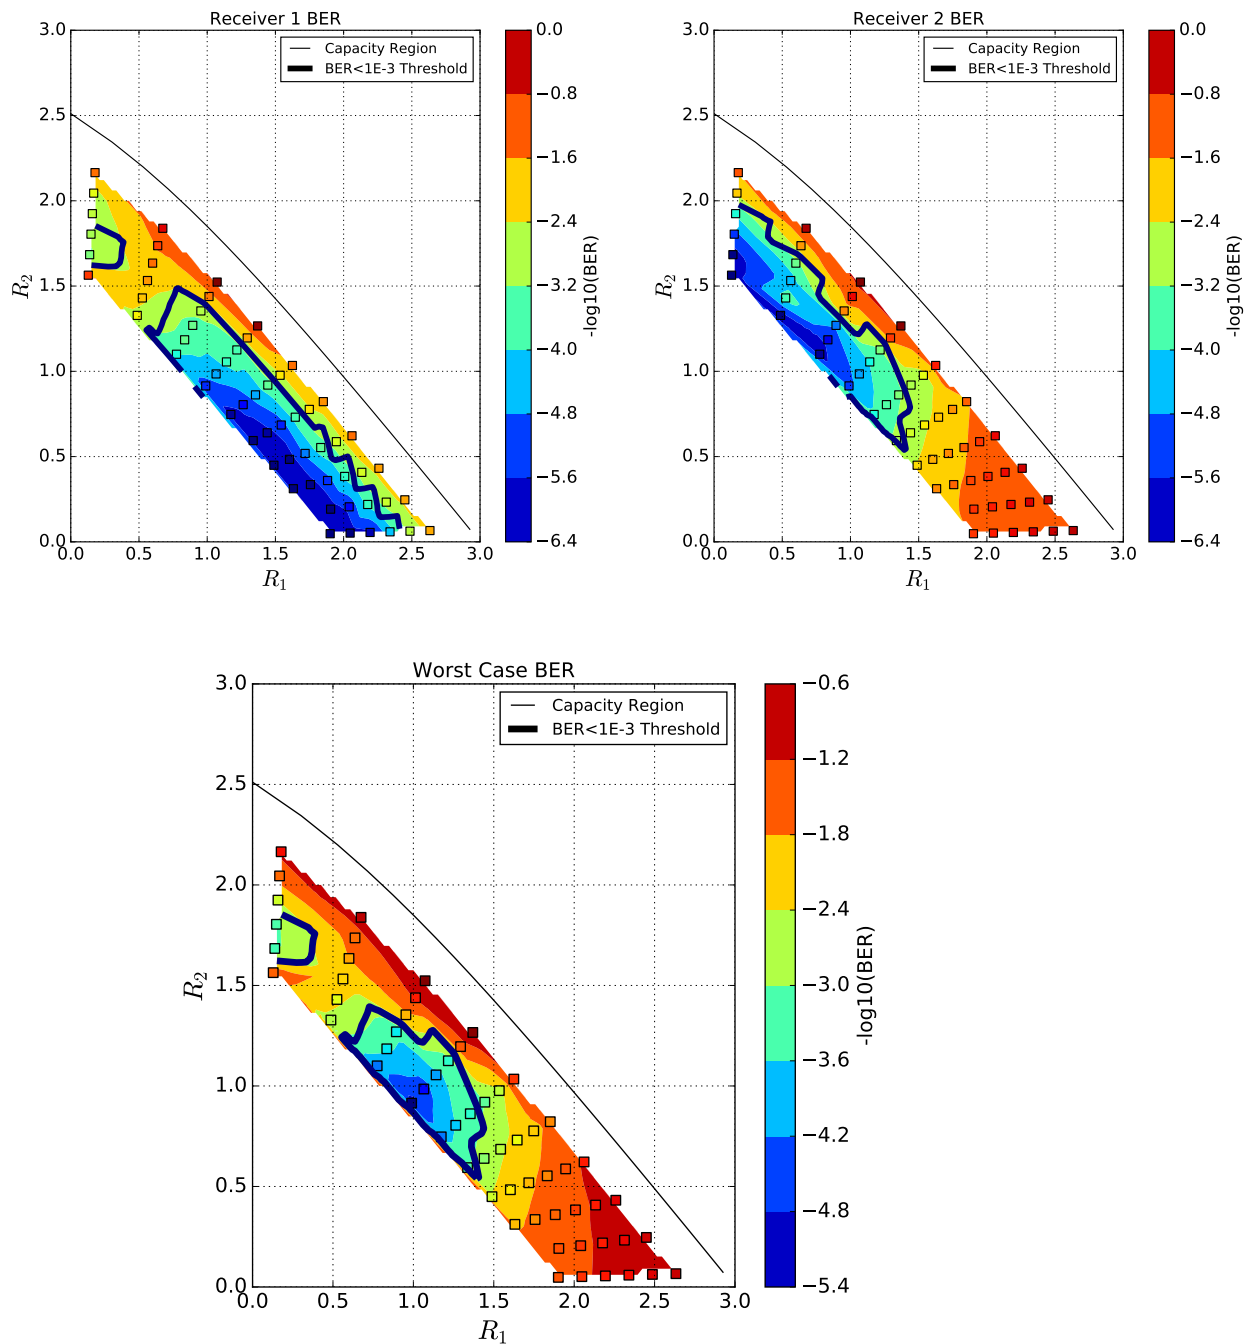 Receiver 1 BER
3.0
2.5
2.0
1.5
1.0
0.5
0.0
0.0 0.5 1.0 1.5 2.0 2.5 3.0
R1
R2
Capacity Region
BER<1E-3 Threshold
0.0
−0.8
−1.6
−2.4
−3.2
−4.0
−4.8
−5.6
−6.4
-log10(BER)
Receiver 2 BER
3.0
2.5
2.0
1.5
1.0
0.5
0.0
0.0 0.5 1.0 1.5 2.0 2.5 3.0
R1
R2
Capacity Region
BER<1E-3 Threshold
0.0
−0.8
−1.6
−2.4
−3.2
−4.0
−4.8
−5.6
−6.4
-log10(BER)
Worst Case BER
3.0
2.5
2.0
1.5
1.0
0.5
0.0
0.0 0.5 1.0 1.5 2.0 2.5 3.0
R1
R2
Capacity Region
BER<1E-3 Threshold
−0.6
−1.2
−1.8
−2.4
−3.0
−3.6
−4.2
−4.8
−5.4
-log10(BER)